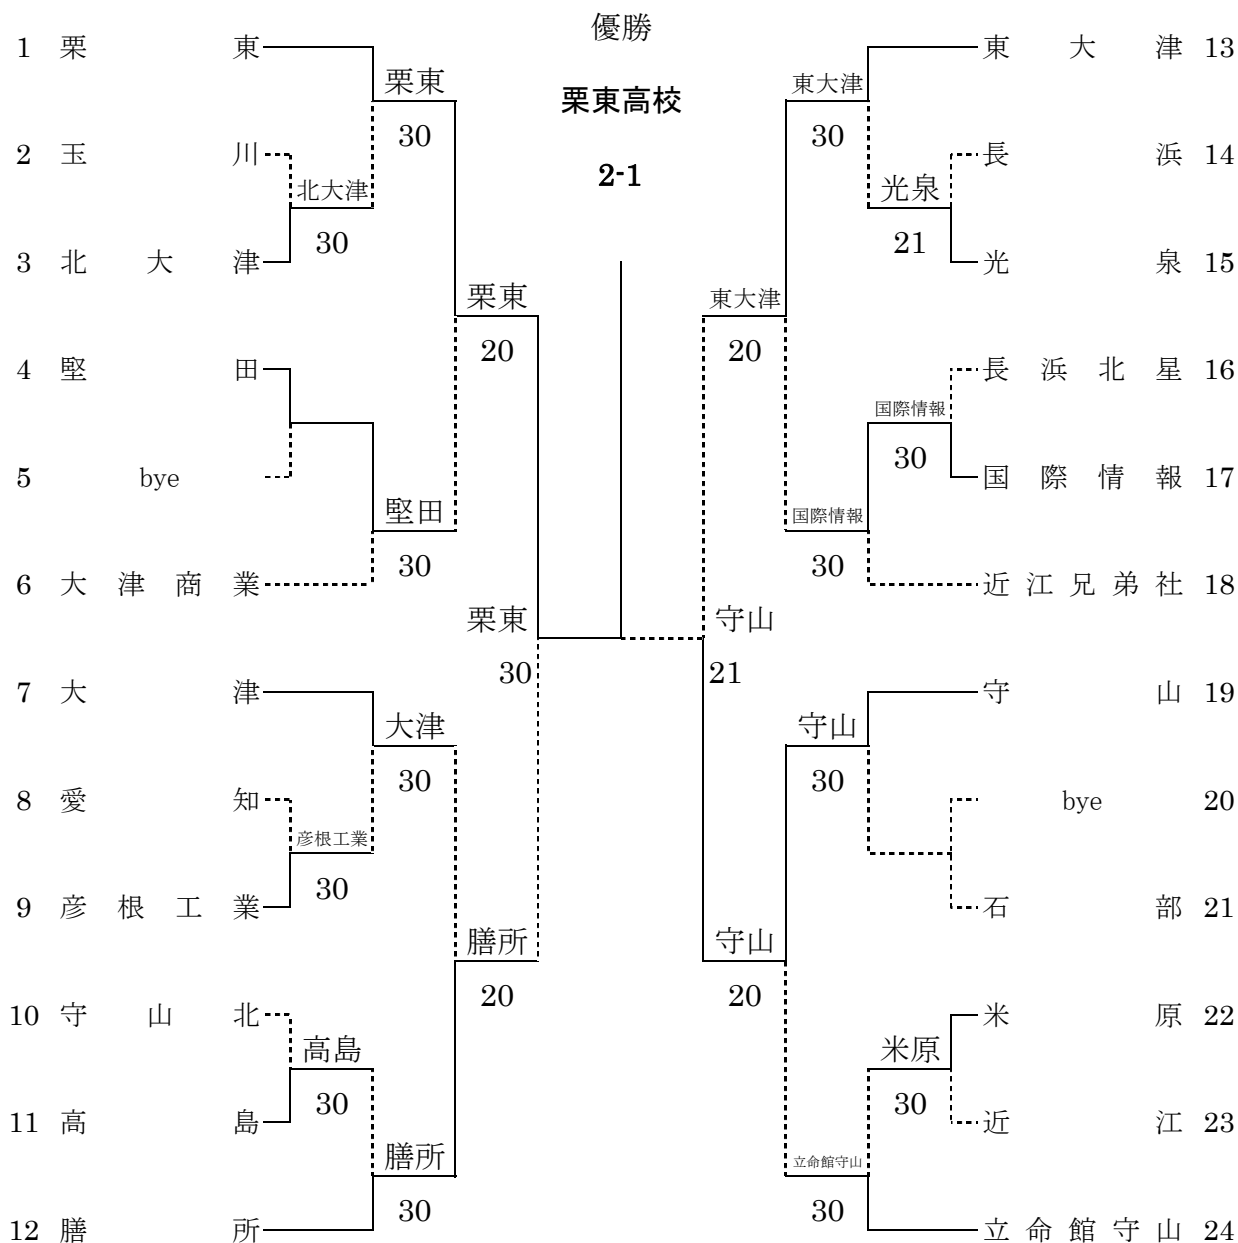 優勝
栗東高校
2-1
1 栗東
栗東
30
2 玉川
北大津
30
3 北大津
栗東
20
4 堅田
5 bye
堅田
30
6 大津商業
栗東
30
7 大津
大津
30
8 愛知
彦根工業
30
9 彦根工業
膳所
20
10 守山北
高島
30
11 高島
膳所
30
12 膳所
東大津 13
東大津
30
長浜 14
光泉
21
光泉 15
東大津
20
長浜北星 16
国際情報
30
国際情報 17
国際情報
30
近江兄弟社 18
守山
21
守山 19
守山
30
bye 20
石部 21
守山
20
米原 22
米原
30
近江 23
立命館守山
30
立命館守山 24